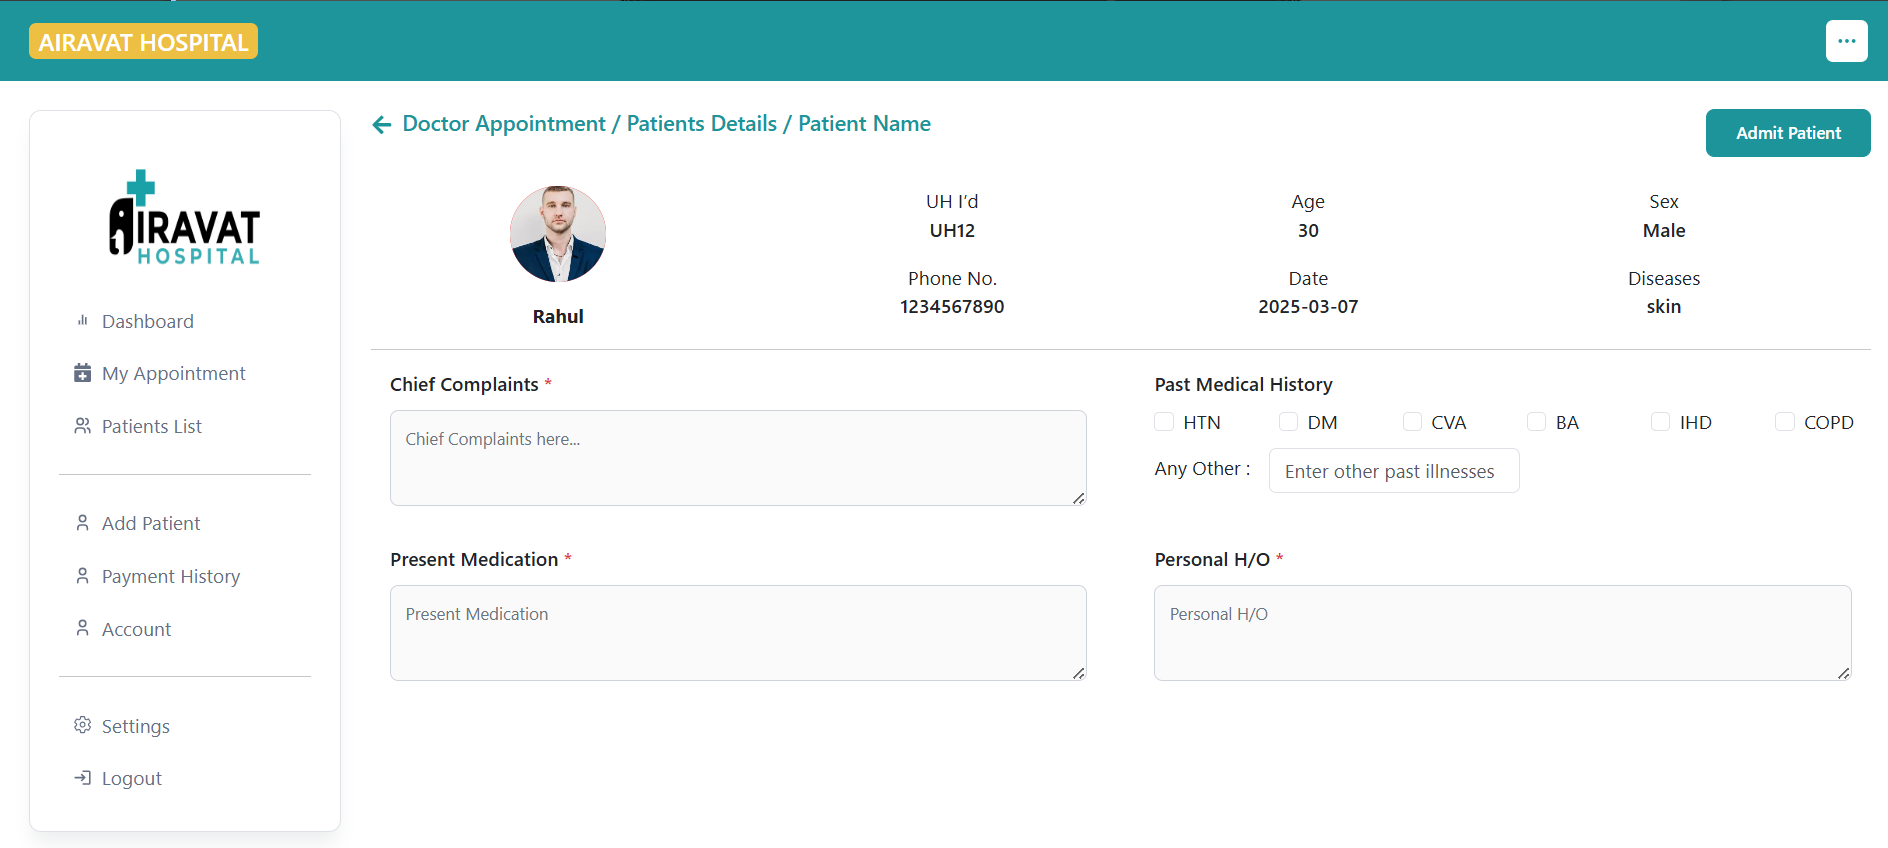 AIRAVAT HOSPITAL
...
AIRAVAT
HOSPITAL
Dashboard
My Appointment
Patients List
Add Patient
Payment History
Account
Settings
Logout
Doctor Appointment / Patients Details / Patient Name
Admit Patient
Rahul
UH I'd
UH12
Age
30
Sex
Male
Phone No.
1234567890
Date
2025-03-07
Diseases
skin
Chief Complaints *
Chief Complaints here...
Past Medical History
HTN DM CVA BA IHD COPD
Any Other : Enter other past illnesses
Present Medication *
Present Medication
Personal H/O *
Personal H/O